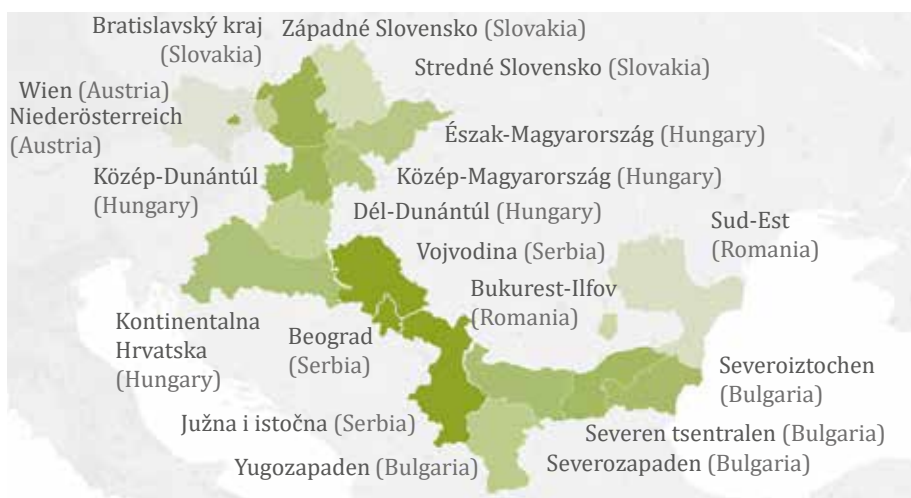 Bratislavský kraj
(Slovakia)
Západné Slovensko (Slovakia)
Stredné Slovensko (Slovakia)
Wien (Austria)
Niederösterreich
(Austria)
Észak-Magyarország (Hungary)
Közép-Dunántúl
(Hungary)
Közép-Magyarország (Hungary)
Dél-Dunántúl (Hungary)
Sud-Est
(Romania)
Vojvodina (Serbia)
Bukurest-Ilfov
(Romania)
Kontinentalna
Hrvatska
(Hungary)
Beograd
(Serbia)
Severoiztochen
(Bulgaria)
Južna i istočna (Serbia)
Severen tsentralen (Bulgaria)
Yugozapaden (Bulgaria)
Severozapaden (Bulgaria)